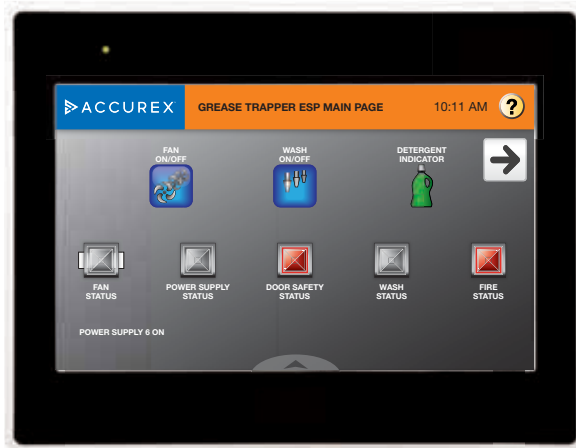 ACCUREX
GREASE TRAPPER ESP MAIN PAGE
10:11 AM
?
FAN
ON/OFF
WASH
ON/OFF
DETERGENT
INDICATOR
FAN
STATUS
POWER SUPPLY
STATUS
DOOR SAFETY
STATUS
WASH
STATUS
FIRE
STATUS
POWER SUPPLY 6 ON